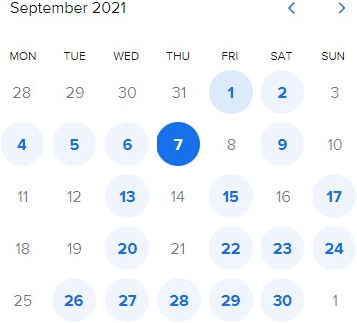 September 2021
MON TUE WED THU FRI SAT SUN
28 29 30 31 1 2 3
4 5 6 7 8 9 10
11 12 13 14 15 16 17
18 19 20 21 22 23 24
25 26 27 28 29 30 1